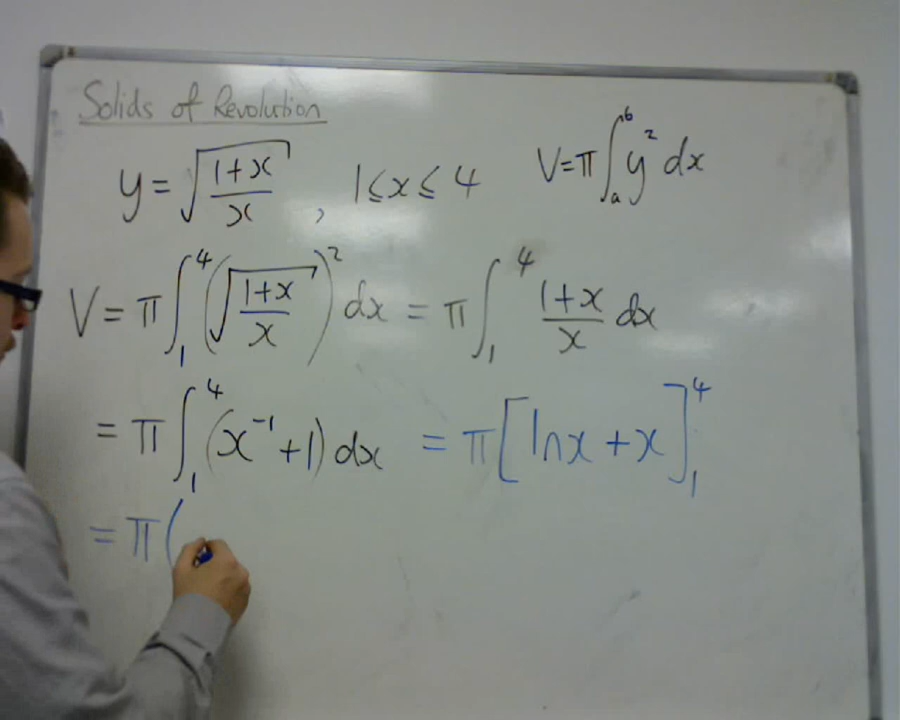 Solids of Revolution
y = √((1+x)/x) , 1 ≤ x ≤ 4 V = π ∫ₐᵇ y² dx
V = π ∫₁⁴ (√((1+x)/x))² dx = π ∫₁⁴ (1+x)/x dx
= π ∫₁⁴ (x⁻¹ + 1) dx = π [ln x + x]₁⁴
= π (